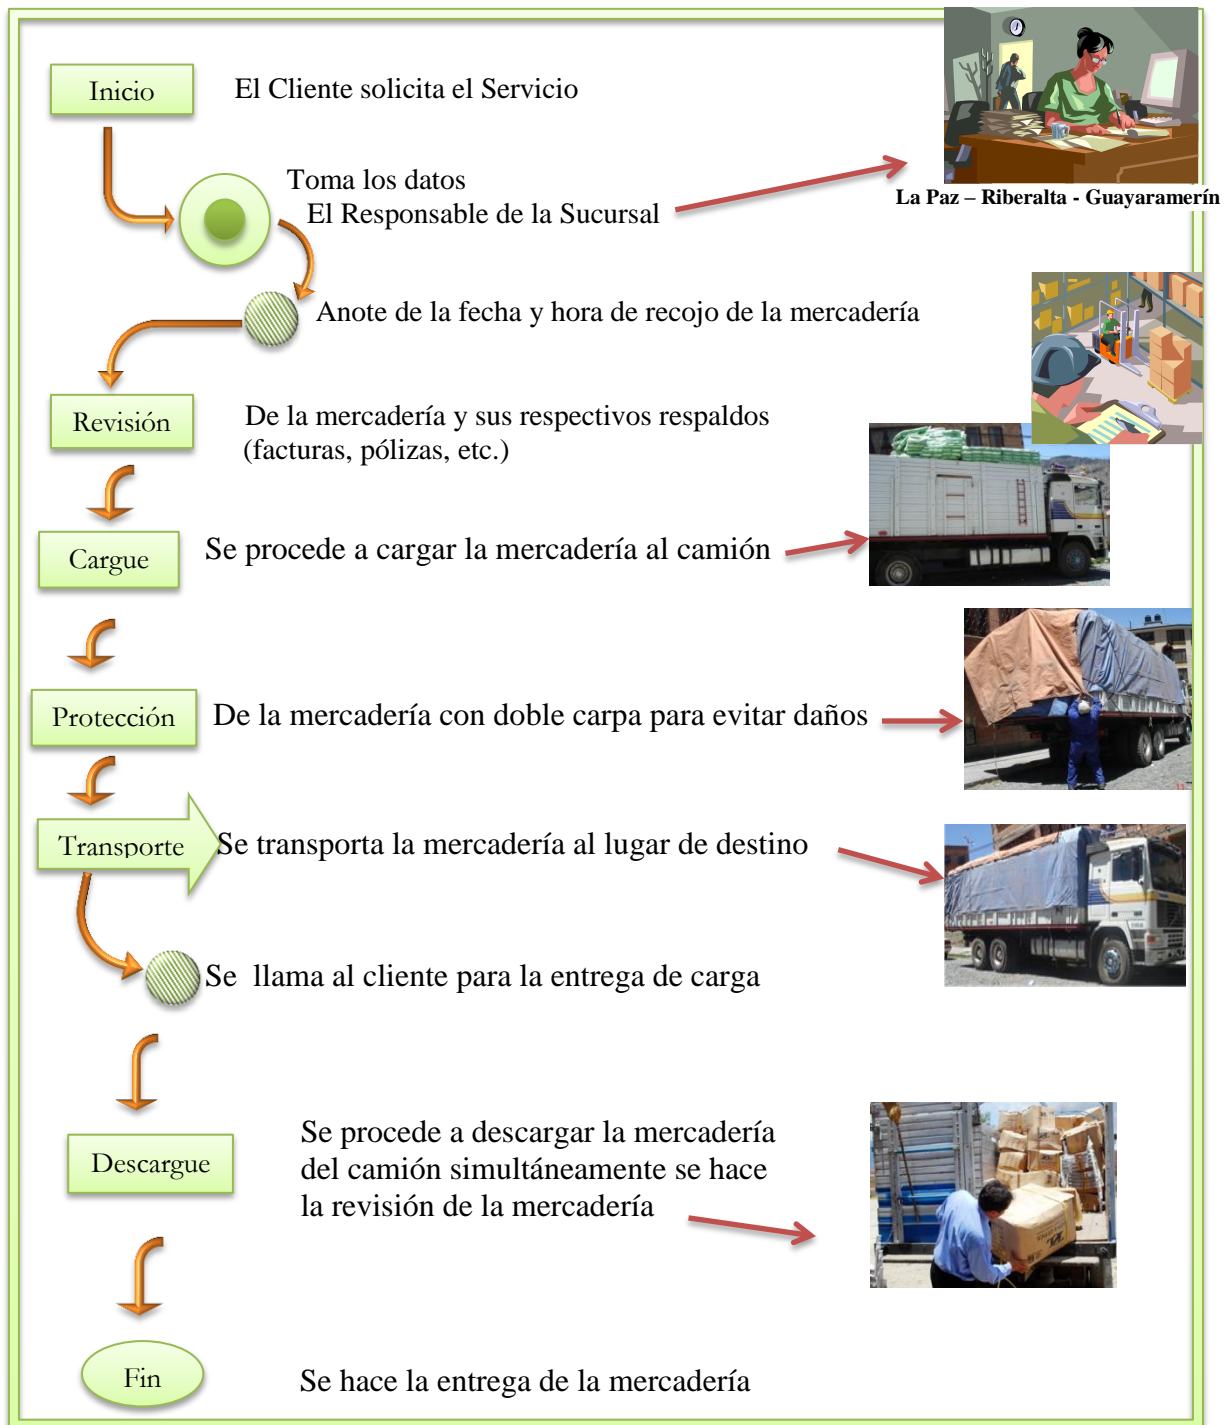 Inicio
El Cliente solicita el Servicio
Toma los datos
El Responsable de la Sucursal
La Paz – Riberalta - Guayaramerín
Anote de la fecha y hora de recojo de la mercadería
Revisión
De la mercadería y sus respectivos respaldos
(facturas, pólizas, etc.)
Cargue
Se procede a cargar la mercadería al camión
Protección
De la mercadería con doble carpa para evitar daños
Transporte
Se transporta la mercadería al lugar de destino
Se  llama al cliente para la entrega de carga
Descargue
Se procede a descargar la mercadería
del camión simultáneamente se hace
la revisión de la mercadería
Fin
Se hace la entrega de la mercadería